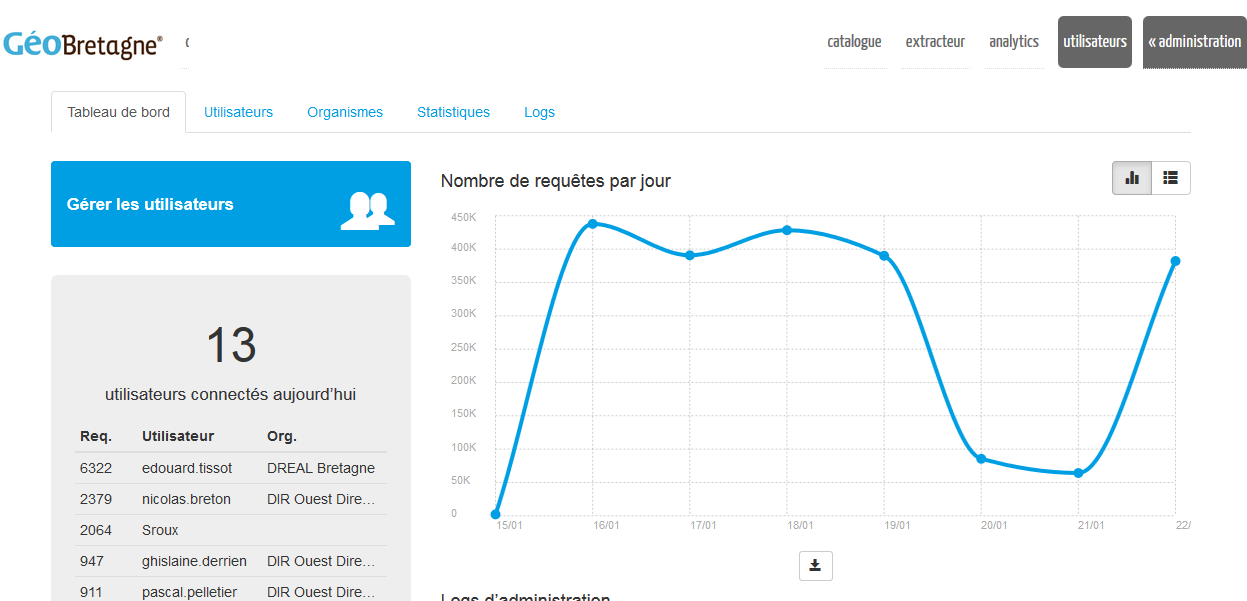 GéoBretagne®
catalogue extracteur analytics utilisateurs « administration
Tableau de bord Utilisateurs Organismes Statistiques Logs
Gérer les utilisateurs
13
utilisateurs connectés aujourd'hui
Req. Utilisateur Org.
6322 edouard.tissot DREAL Bretagne
2379 nicolas.breton DIR Ouest Dire…
2064 Sroux
947 ghislaine.derrien DIR Ouest Dire…
911 pascal.pelletier DIR Ouest Dire…
Nombre de requêtes par jour
450K
400K
350K
300K
250K
200K
150K
100K
50K
0
15/01 16/01 17/01 18/01 19/01 20/01 21/01 22/
Logs d'administration